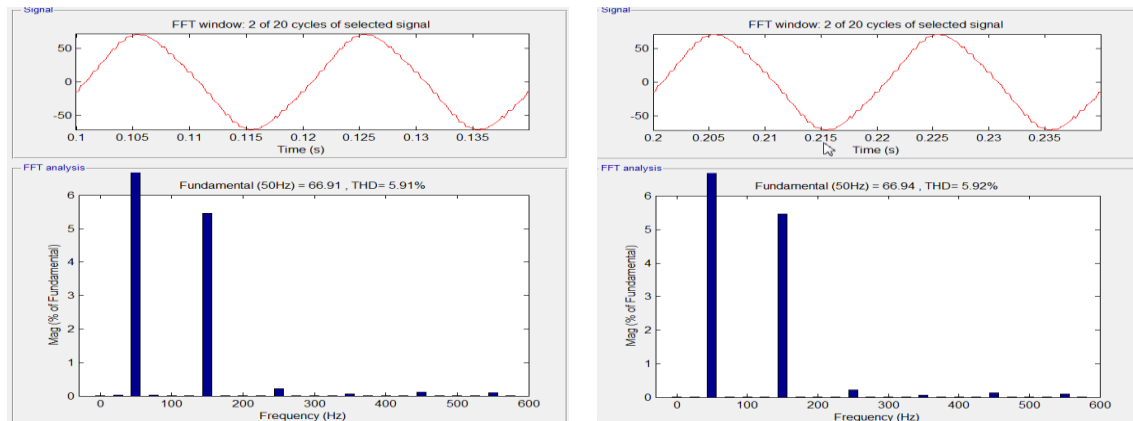 Signal
FFT window: 2 of 20 cycles of selected signal
50
0
-50
0.1 0.105 0.11 0.115 0.12 0.125 0.13 0.135
Time (s)
FFT analysis
Fundamental (50Hz) = 66.91 , THD= 5.91%
Mag (% of Fundamental)
6
5
4
3
2
1
0
0 100 200 300 400 500 600
Frequency (Hz)
Signal
FFT window: 2 of 20 cycles of selected signal
50
0
-50
0.2 0.205 0.21 0.215 0.22 0.225 0.23 0.235
Time (s)
FFT analysis
Fundamental (50Hz) = 66.94 , THD= 5.92%
Mag (% of Fundamental)
6
5
4
3
2
1
0
0 100 200 300 400 500 600
Frequency (Hz)